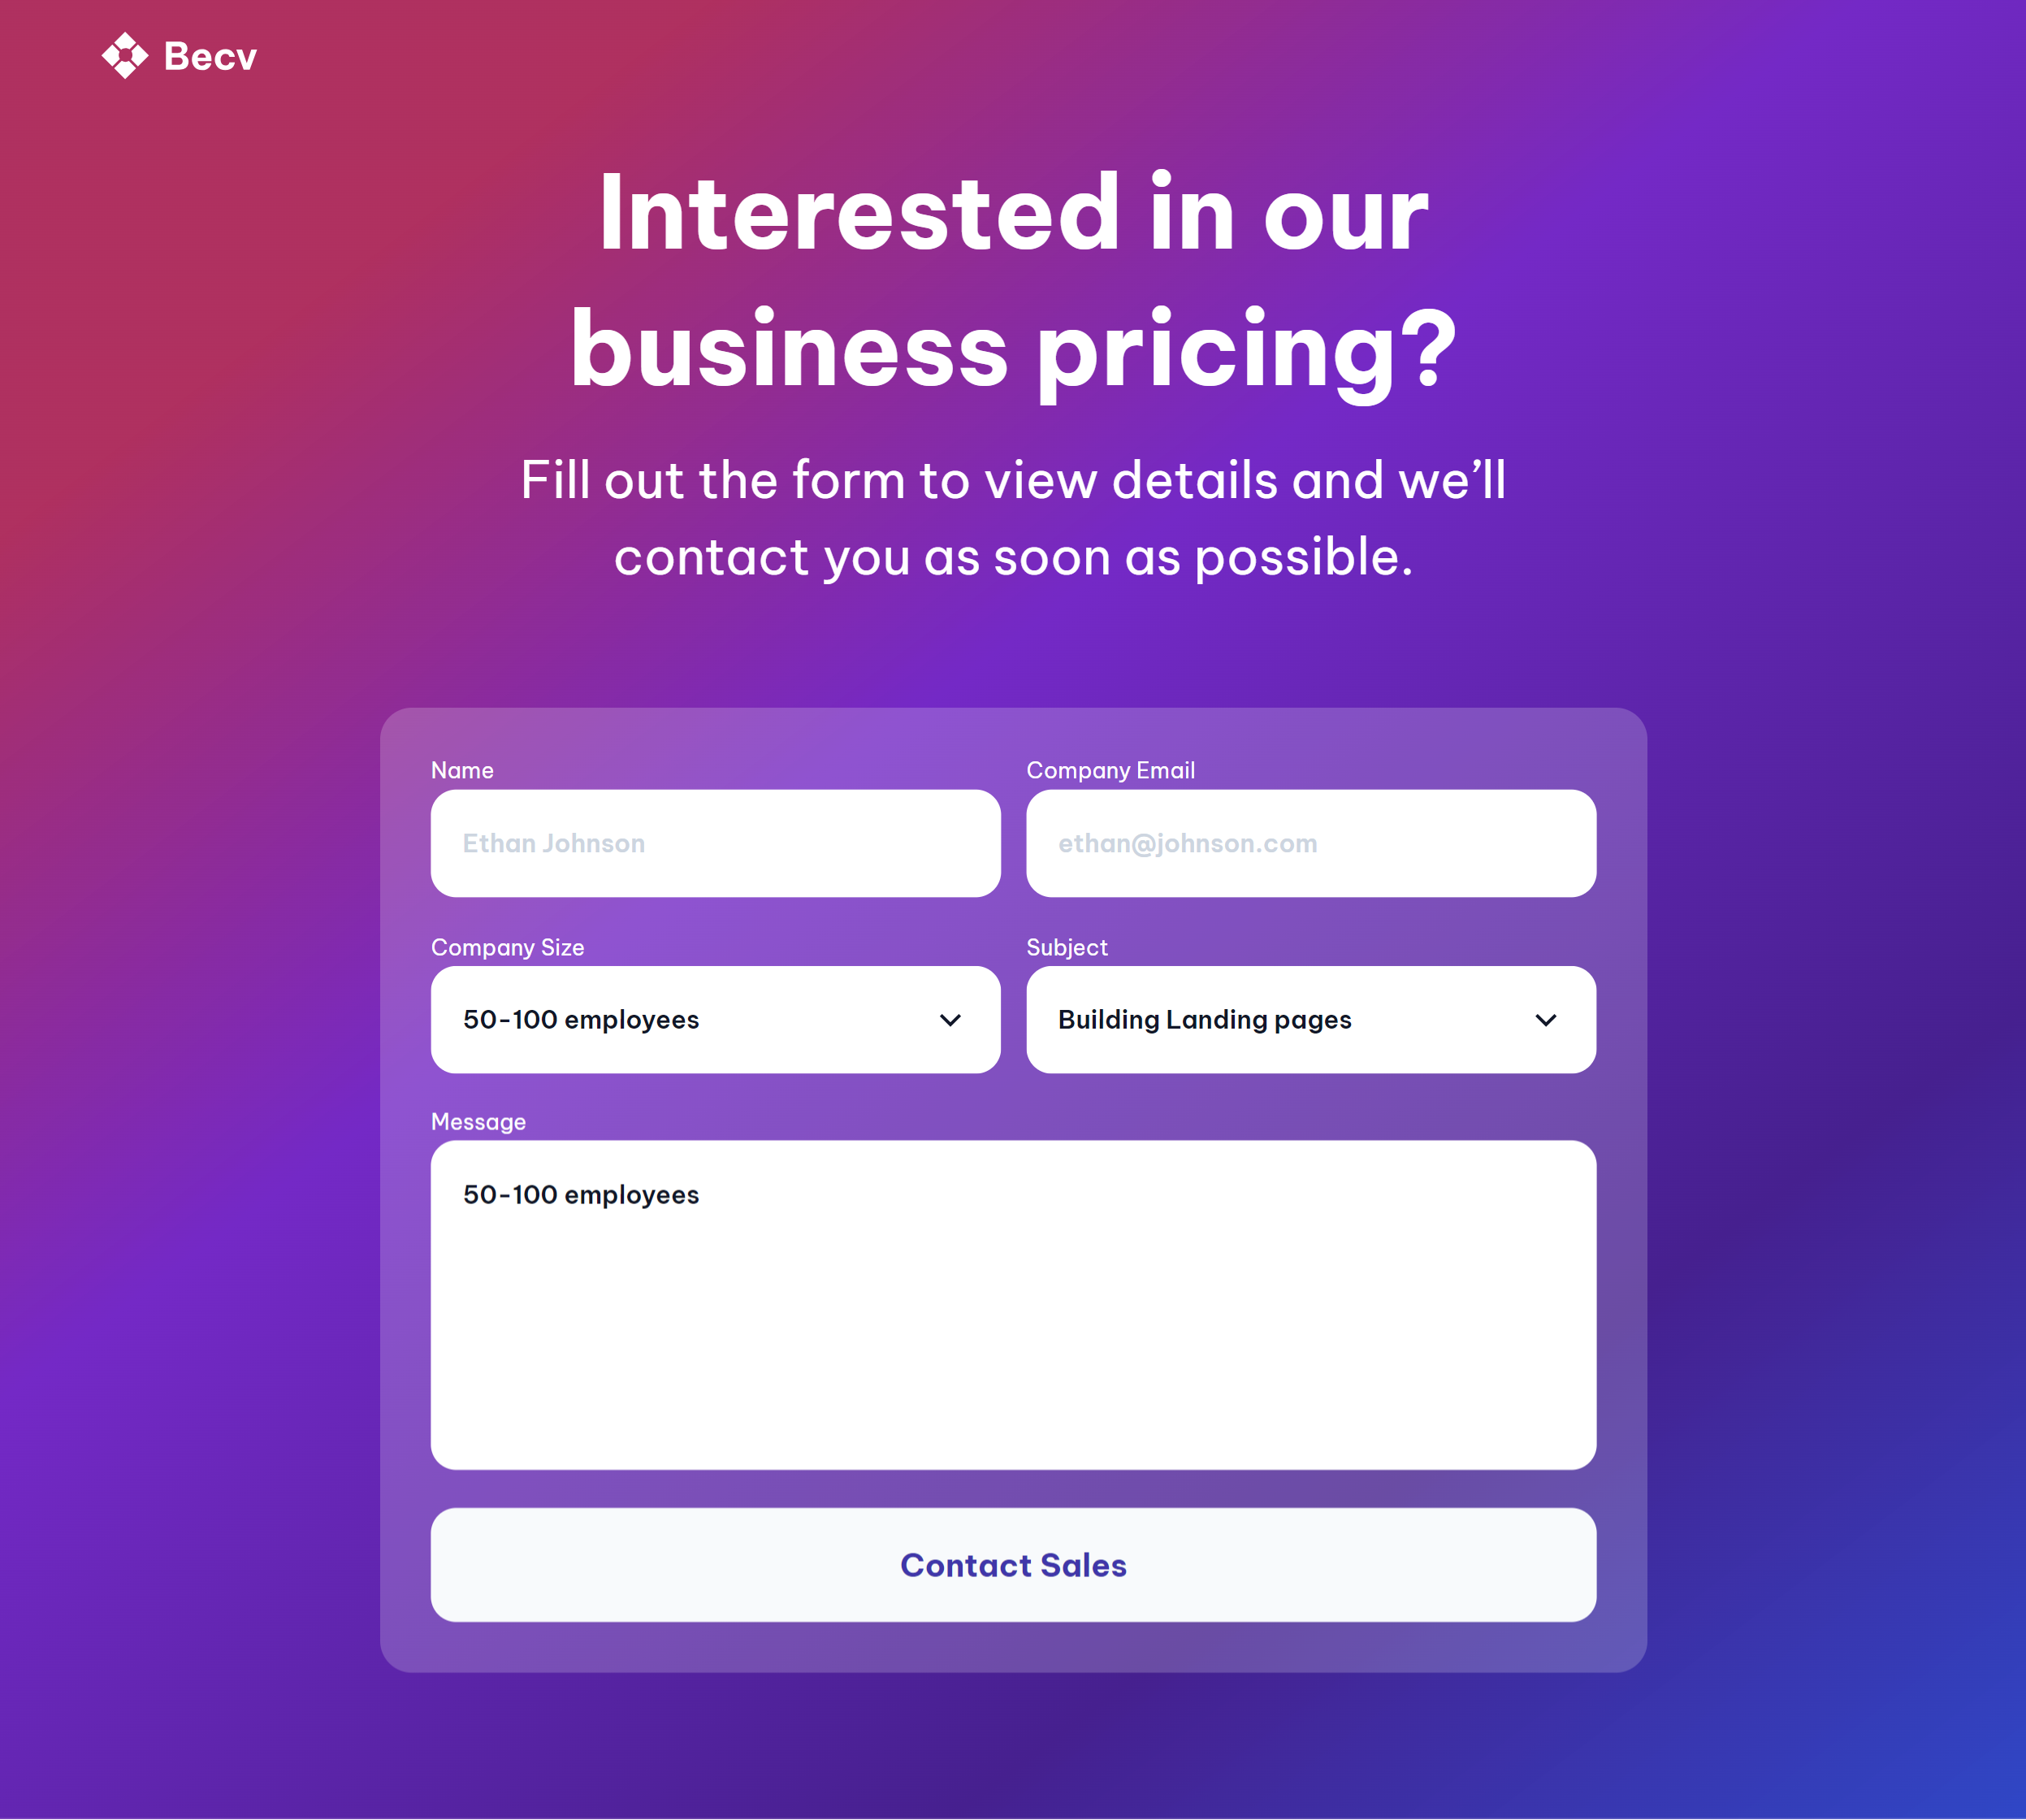 Becv
Interested in our
business pricing?
Fill out the form to view details and we’ll
contact you as soon as possible.
Name
Company Email
Ethan Johnson
ethan@johnson.com
Company Size
Subject
50-100 employees
Building Landing pages
Message
50-100 employees
Contact Sales